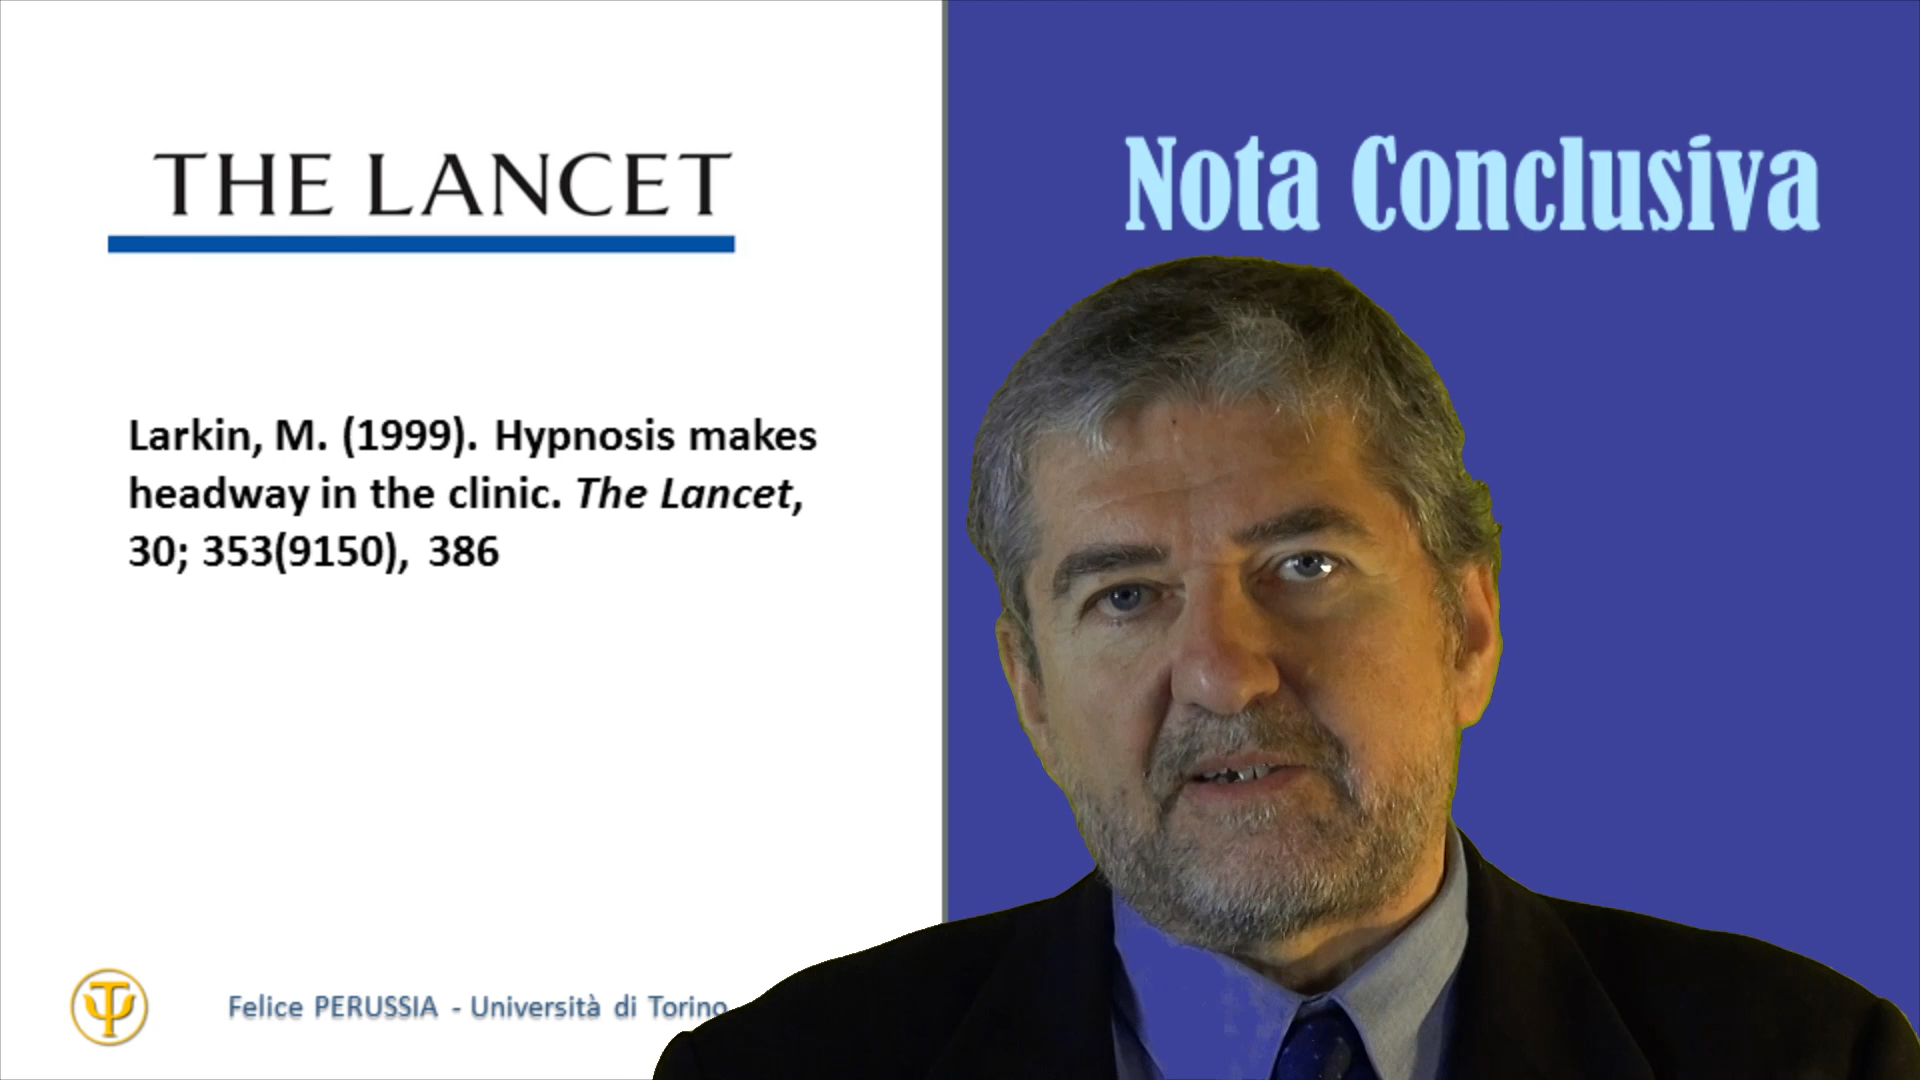 THE LANCET
Nota Conclusiva
Larkin, M. (1999). Hypnosis makes
headway in the clinic. The Lancet,
30; 353(9150), 386
Felice PERUSSIA - Università di Torino